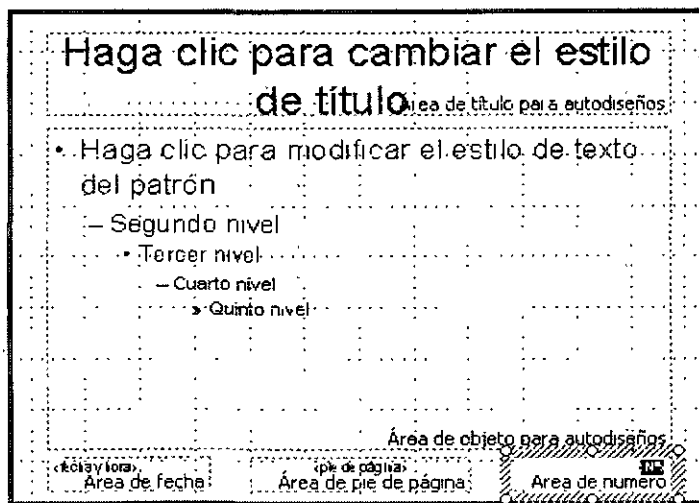 Haga clic para cambiar el estilo
de título
Área de título para autodiseños
• Haga clic para modificar el estilo de texto
del patrón
– Segundo nivel
• Tercer nivel
– Cuarto nivel
» Quinto nivel
Área de objeto para autodiseños
<fecha y hora>
Área de fecha
<pie de página>
Área de pie de página
<Nº>
Área de numero